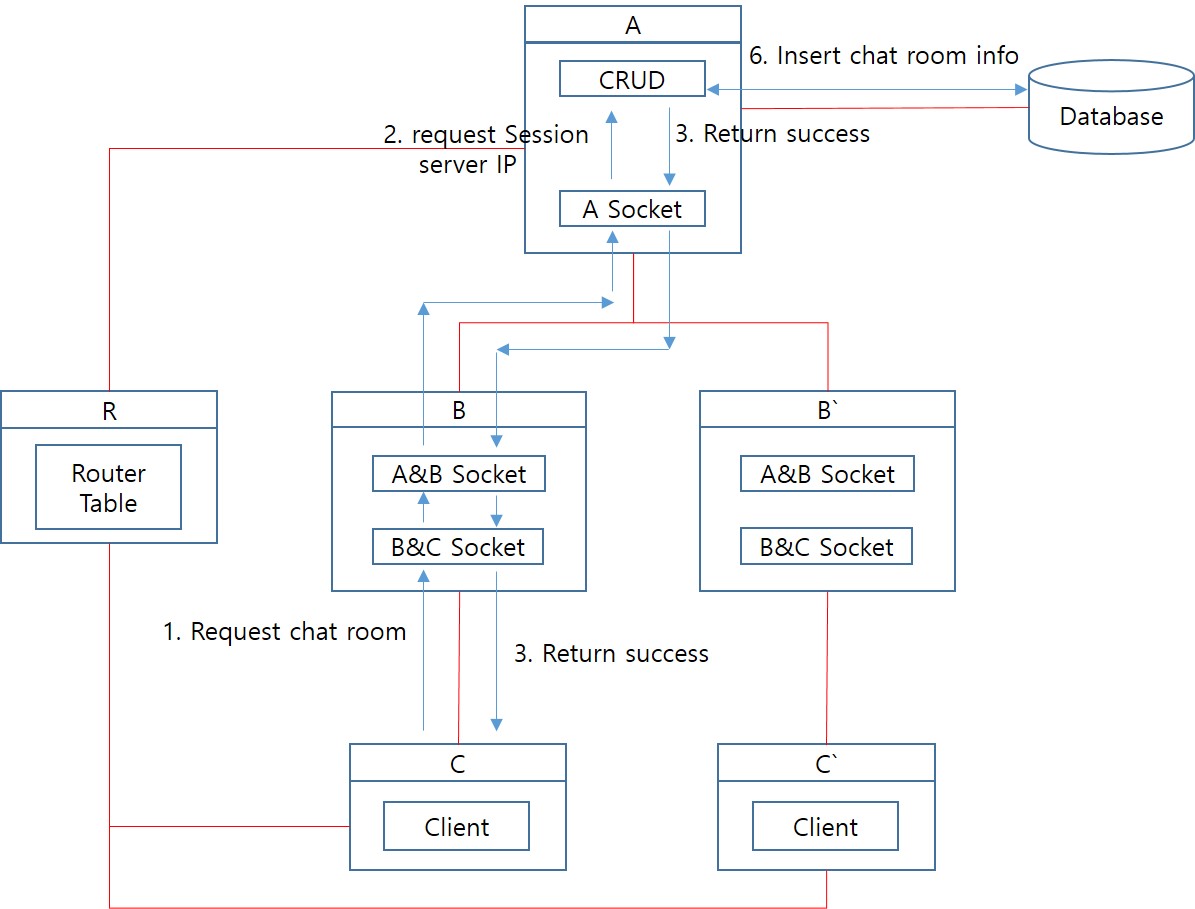 A
6. Insert chat room info
CRUD
Database
2. request Session
server IP
3. Return success
A Socket
R
B
B`
Router
Table
A&B Socket
A&B Socket
B&C Socket
B&C Socket
1. Request chat room
3. Return success
C
C`
Client
Client